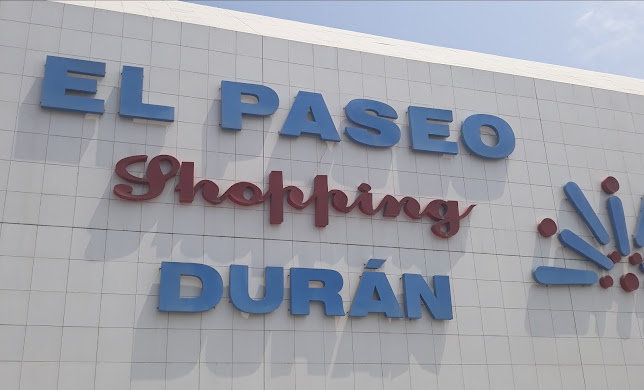 EL PASEO
Shopping
DURÁN